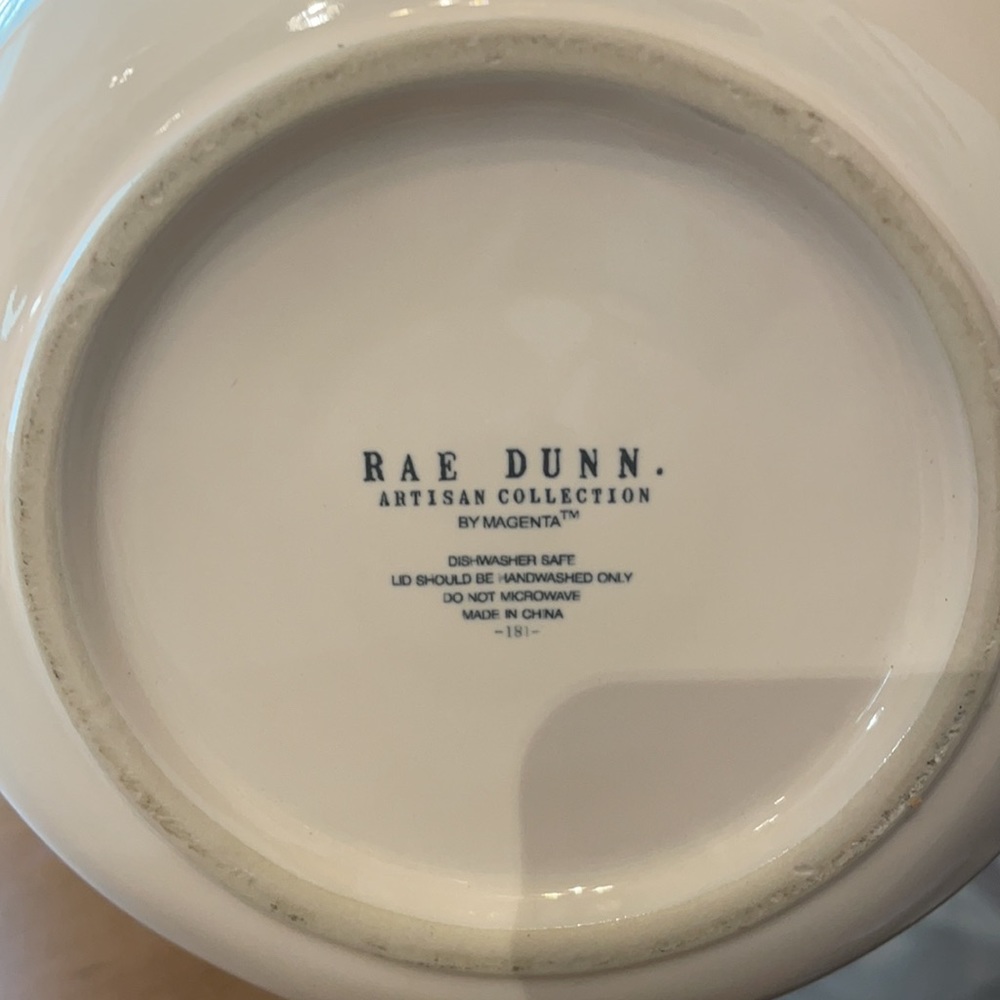 RAE DUNN.
ARTISAN COLLECTION
BY MAGENTA™
DISHWASHER SAFE
LID SHOULD BE HANDWASHED ONLY
DO NOT MICROWAVE
MADE IN CHINA
-181-